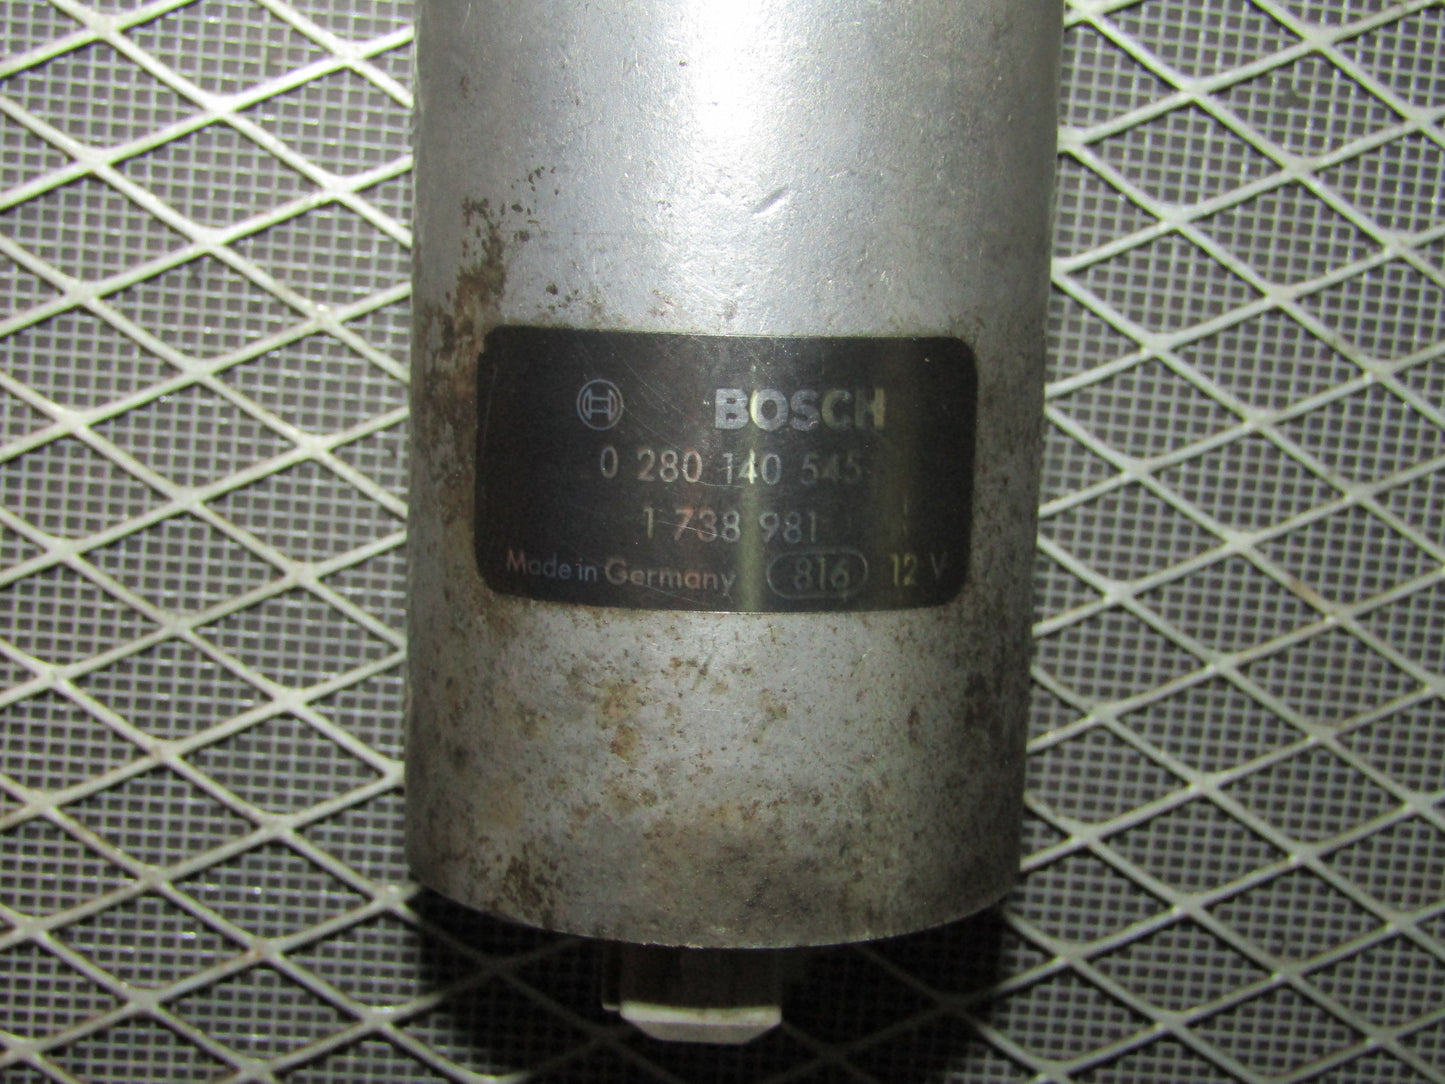 BOSCH
0 280 140 545
1 738 981
Made in Germany 816 12 V